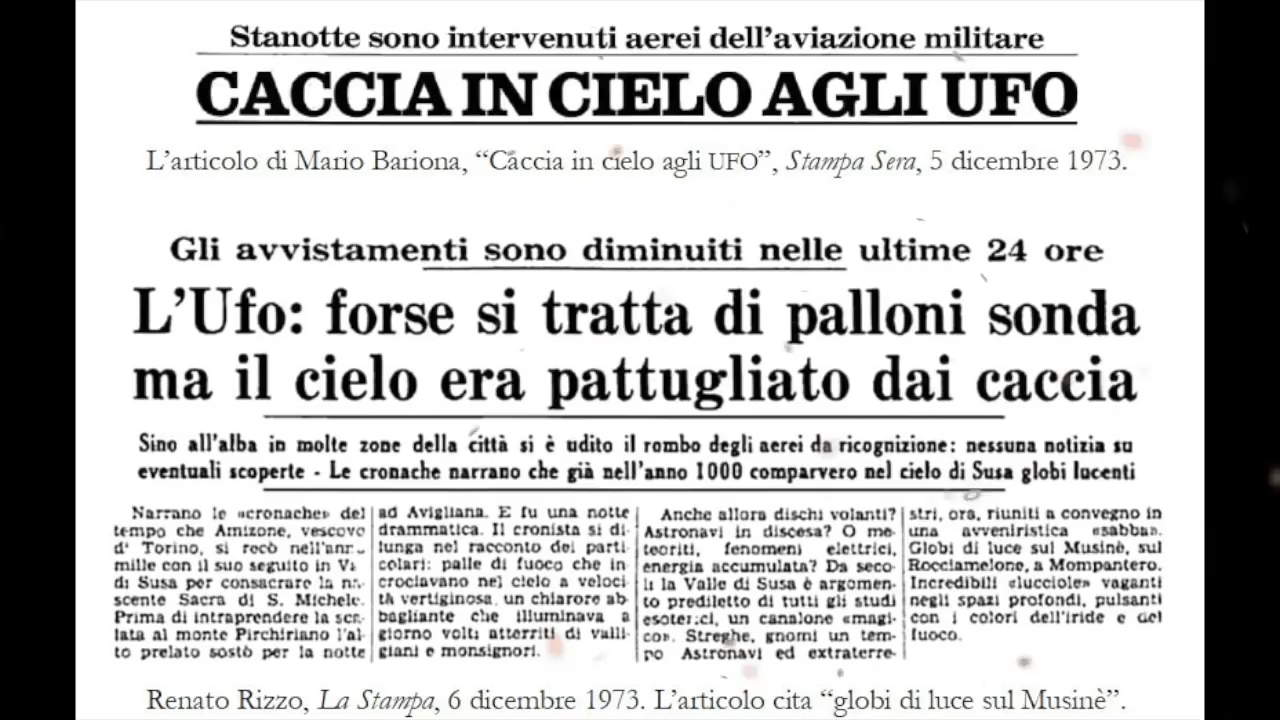 Stanotte sono intervenuti aerei dell'aviazione militare
CACCIA IN CIELO AGLI UFO
L'articolo di Mario Bariona, “Caccia in cielo agli UFO”, Stampa Sera, 5 dicembre 1973.
Gli avvistamenti sono diminuiti nelle ultime 24 ore
L'Ufo: forse si tratta di palloni sonda
ma il cielo era pattugliato dai caccia
Sino all'alba in molte zone della città si è udito il rombo degli aerei da ricognizione: nessuna notizia su
eventuali scoperte - Le cronache narrano che già nell'anno 1000 comparvero nel cielo di Susa globi lucenti
Narrano le «cronache» del
tempo che Amizone, vescovo
d' Torino, si recò
mille con il suo seguito in
di Susa per consacrare la
scente Sacra di S. Michele.
Prima di intraprendere la
lata al monte Pirchiriano l'al-
to prelato sostò per la notte
ad Avigliana. E fu una notte
drammatica. Il cronista si di-
lunga nel racconto dei parti-
colari: palle di fuoco che in-
crociavano nel cielo a veloci-
tà vertiginosa, un chiarore ab-
bagliante che illuminava a
giorno volti atterriti di valli-
giani e monsignori.
Anche allora dischi volanti?
Astronavi in discesa? O me-
teoriti, fenomeni elettrici,
energia accumulata? Da seco-
li la Valle di Susa è argomen-
to prediletto di tutti gli studi
esoterici, un canalone «magi-
co». Streghe, gnomi un tem-
po Astronavi ed extraterre-
stri, ora, riuniti a convegno in
una avveniristica «sabba».
Globi di luce sul Musinè, sul
Rocciamelone, a Mompantero.
Incredibili «lucciole» vaganti
negli spazi profondi, pulsanti
con i colori dell'iride e del
fuoco.
Renato Rizzo, La Stampa, 6 dicembre 1973. L'articolo cita “globi di luce sul Musinè”.